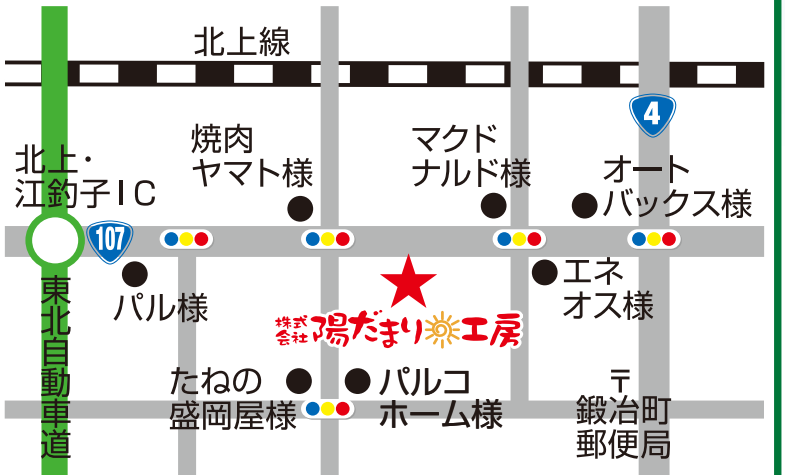 北上線
4
焼肉
ヤマト様
マクド
ナルド様
オート
バックス様
北上・
江釣子IC
107
パル様
エネ
オス様
東北自動車道
株式
会社
陽だまり工房
たねの
盛岡屋様
パルコ
ホーム様
〒
鍛冶町
郵便局